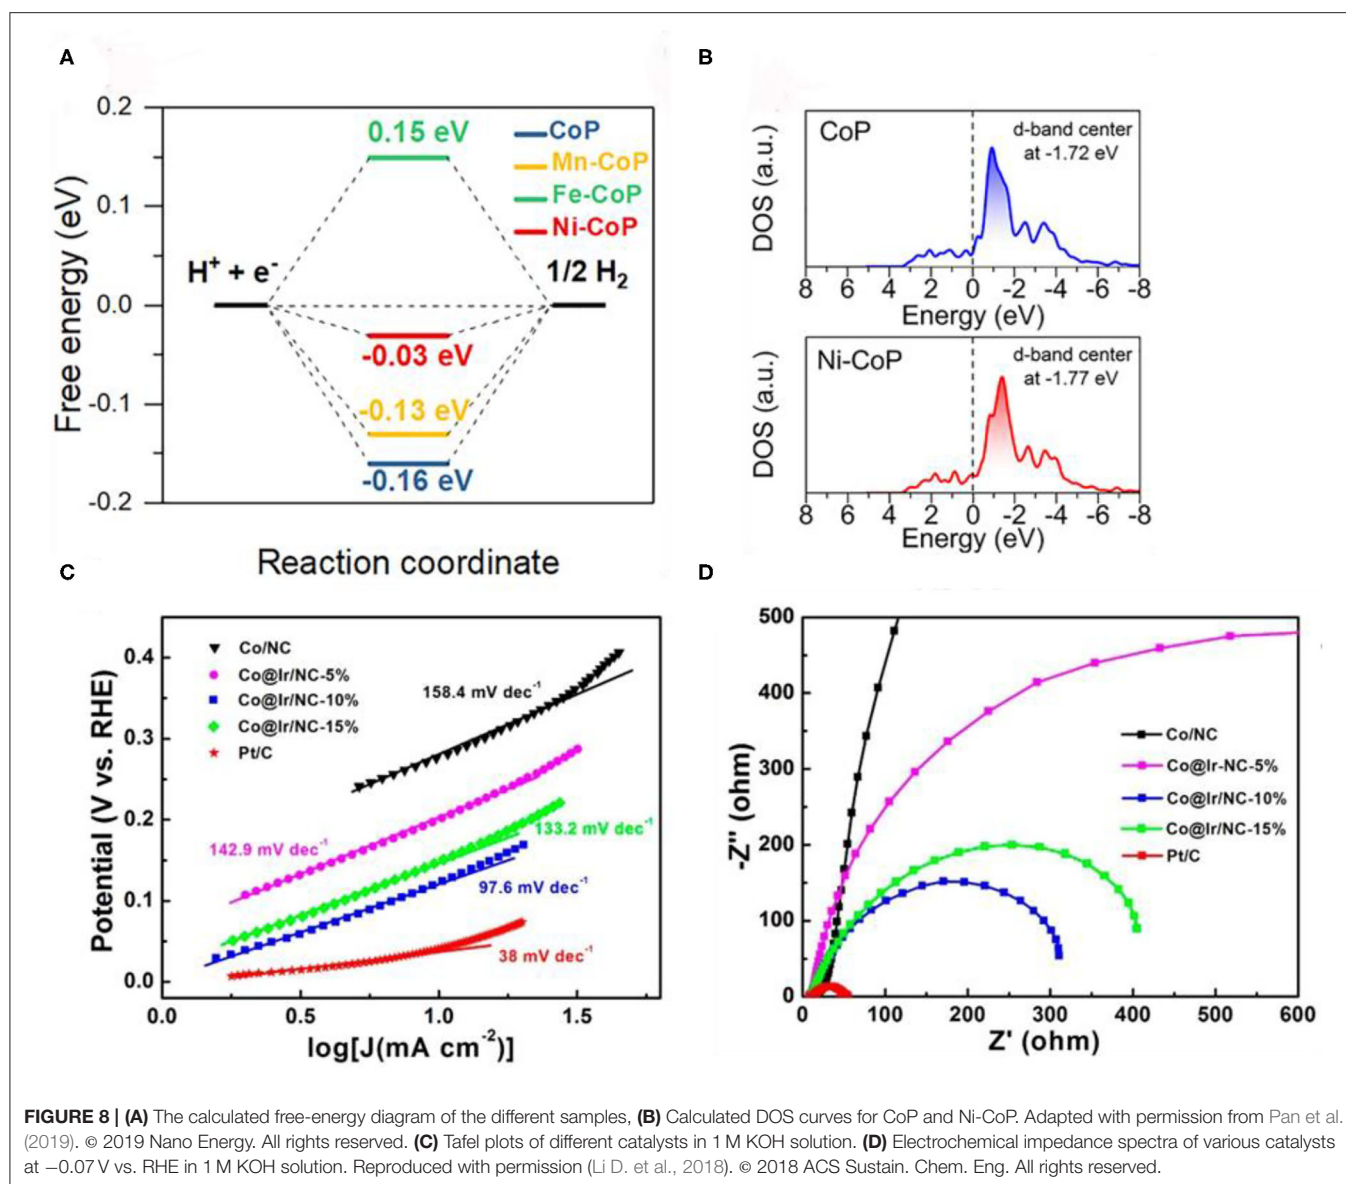 A
0.2
0.1
0.0
-0.1
-0.2
Free energy (eV)
0.15 eV
CoP
Mn-CoP
Fe-CoP
Ni-CoP
H⁺ + e⁻
1/2 H₂
-0.03 eV
-0.13 eV
-0.16 eV
Reaction coordinate
B
CoP
d-band center
at -1.72 eV
DOS (a.u.)
8 6 4 2 0 -2 -4 -6 -8
Energy (eV)
Ni-CoP
d-band center
at -1.77 eV
DOS (a.u.)
8 6 4 2 0 -2 -4 -6 -8
Energy (eV)
C
0.4
0.3
0.2
0.1
0.0
Potential (V vs. RHE)
Co/NC
Co@Ir/NC-5%
Co@Ir/NC-10%
Co@Ir/NC-15%
Pt/C
158.4 mV dec⁻¹
142.9 mV dec⁻¹
133.2 mV dec⁻¹
97.6 mV dec⁻¹
38 mV dec⁻¹
0.0 0.5 1.0 1.5
log[J(mA cm⁻²)]
D
500
400
300
200
100
0
-Z'' (ohm)
Co/NC
Co@Ir-NC-5%
Co@Ir/NC-10%
Co@Ir/NC-15%
Pt/C
0 100 200 300 400 500 600
Z' (ohm)
FIGURE 8 | (A) The calculated free-energy diagram of the different samples, (B) Calculated DOS curves for CoP and Ni-CoP. Adapted with permission from Pan et al.
(2019). © 2019 Nano Energy. All rights reserved. (C) Tafel plots of different catalysts in 1 M KOH solution. (D) Electrochemical impedance spectra of various catalysts
at −0.07 V vs. RHE in 1 M KOH solution. Reproduced with permission (Li D. et al., 2018). © 2018 ACS Sustain. Chem. Eng. All rights reserved.